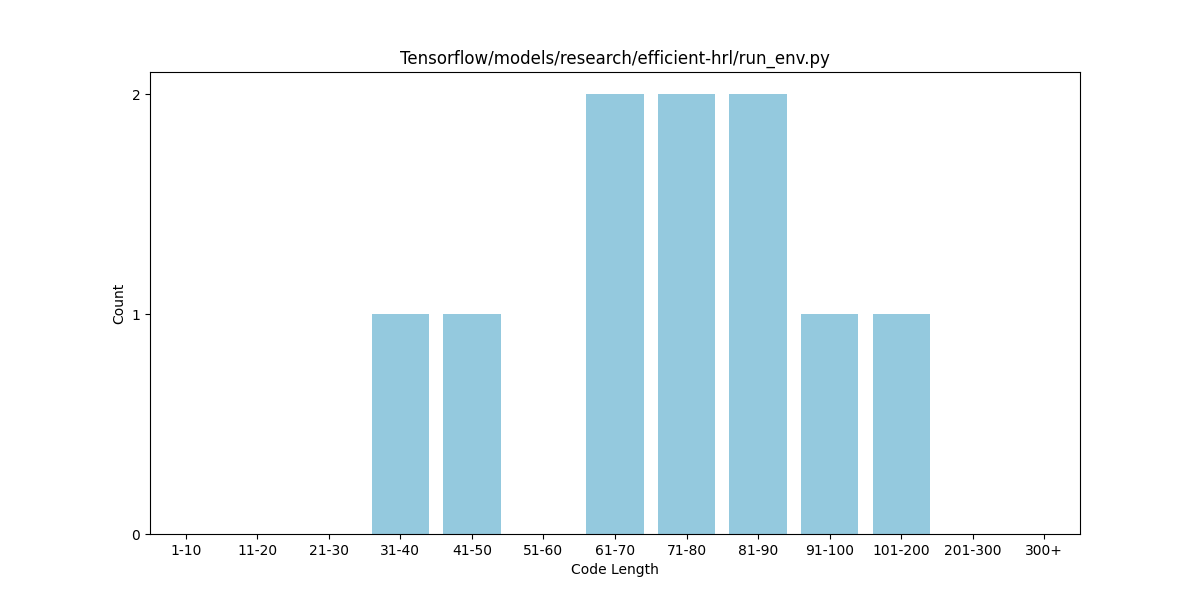 Tensorflow/models/research/efficient-hrl/run_env.py
2
1
0
Count
1-10 11-20 21-30 31-40 41-50 51-60 61-70 71-80 81-90 91-100 101-200 201-300 300+
Code Length